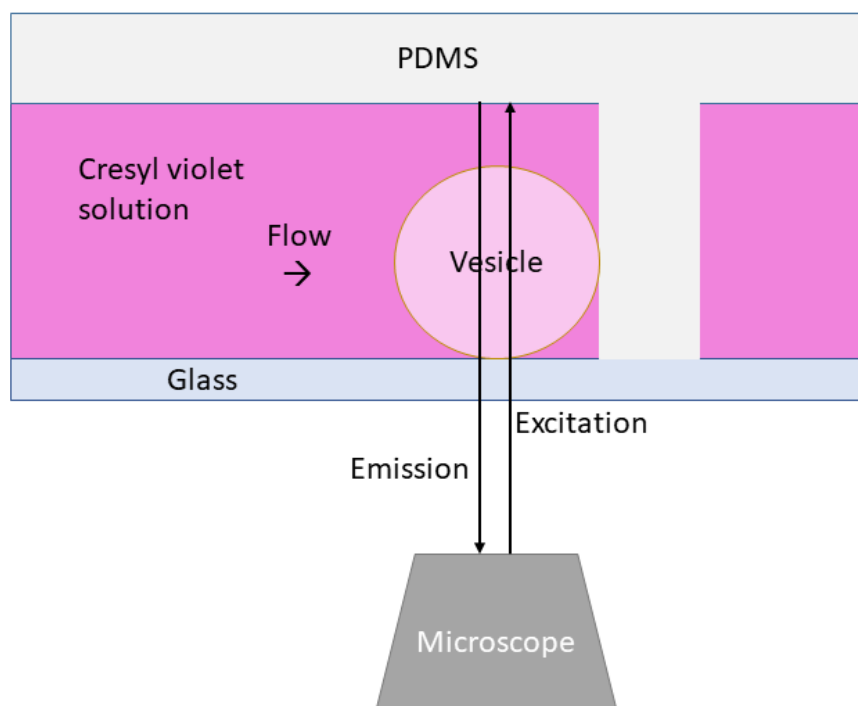 PDMS
Cresyl violet
solution
Flow
→
Vesicle
Glass
Excitation
Emission
Microscope